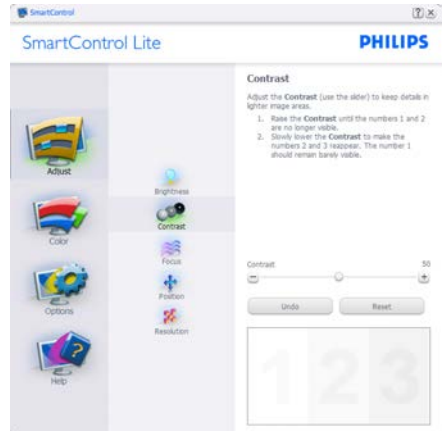 SmartControl
SmartControl Lite
PHILIPS
Adjust
Color
Options
Help
Brightness
Contrast
Focus
Position
Resolution
Contrast
Adjust the Contrast (use the slider) to keep details in
lighter image areas.
1. Raise the Contrast until the numbers 1 and 2
are no longer visible.
2. Slowly lower the Contrast to make the
numbers 2 and 3 reappear. The number 1
should remain barely visible.
Contrast 50
Undo Reset
1 2 3